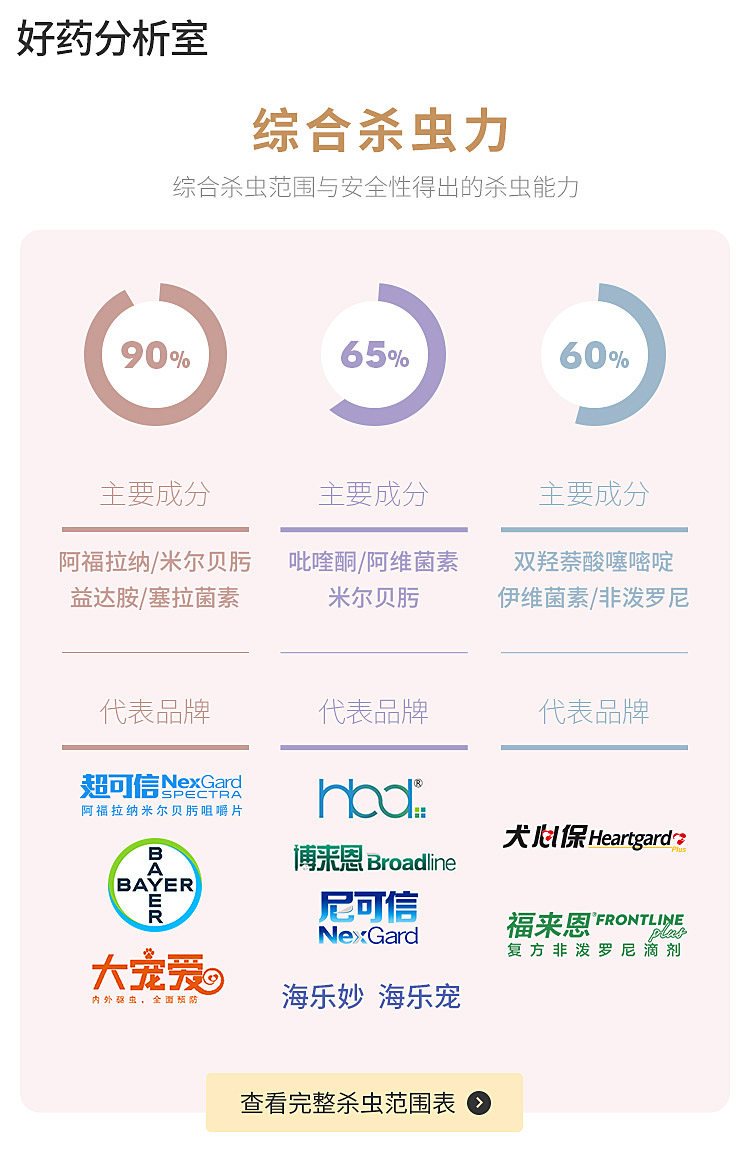 好药分析室
综合杀虫力
综合杀虫范围与安全性得出的杀虫能力
90%
65%
60%
主要成分
主要成分
主要成分
阿福拉纳/米尔贝肟
益达胺/塞拉菌素
吡喹酮/阿维菌素
米尔贝肟
双羟萘酸噻嘧啶
伊维菌素/非泼罗尼
代表品牌
代表品牌
代表品牌
超可信 NexGard
SPECTRA
阿福拉纳米尔贝肟咀嚼片
BAYER
BAYER
大宠爱
内外驱虫,全面预防
hbd®
博来恩 Broadline
尼可信
NexGard
海乐妙 海乐宠
犬心保 Heartgard
Plus
福来恩® FRONTLINE
plus
复方非泼罗尼滴剂
查看完整杀虫范围表